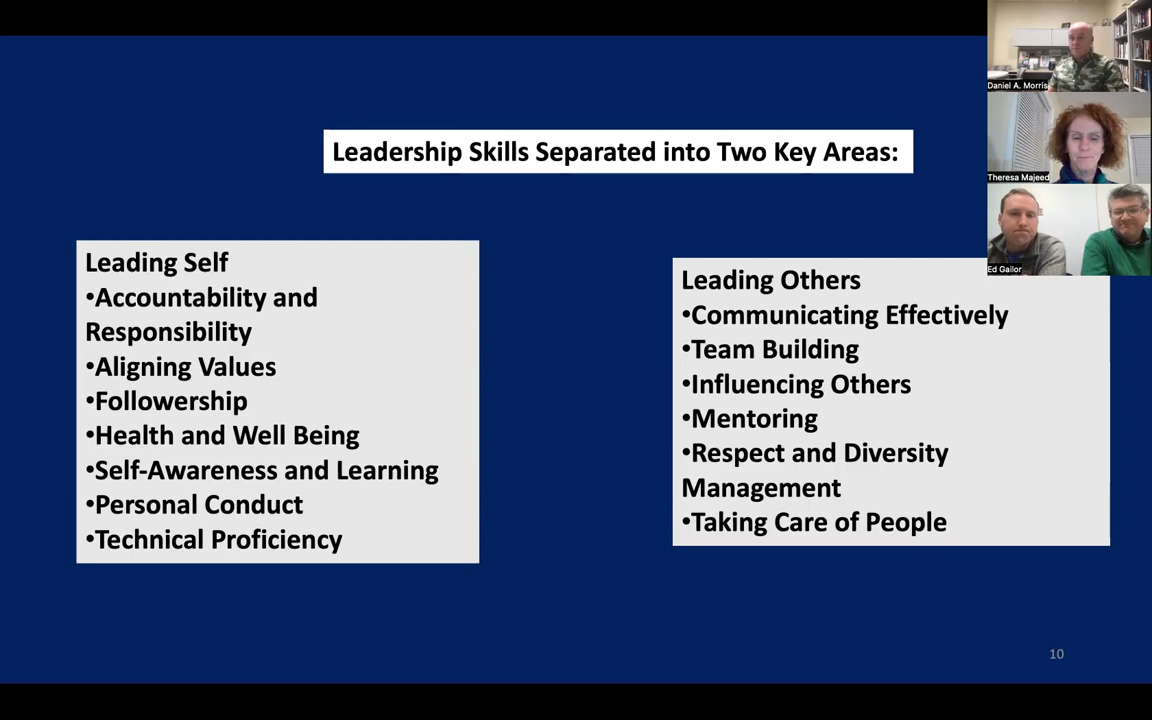 Leadership Skills Separated into Two Key Areas:
Leading Self
•Accountability and
Responsibility
•Aligning Values
•Followership
•Health and Well Being
•Self-Awareness and Learning
•Personal Conduct
•Technical Proficiency
Leading Others
•Communicating Effectively
•Team Building
•Influencing Others
•Mentoring
•Respect and Diversity
Management
•Taking Care of People
Daniel A. Morris
Theresa Majeed
Ed Gailor
10